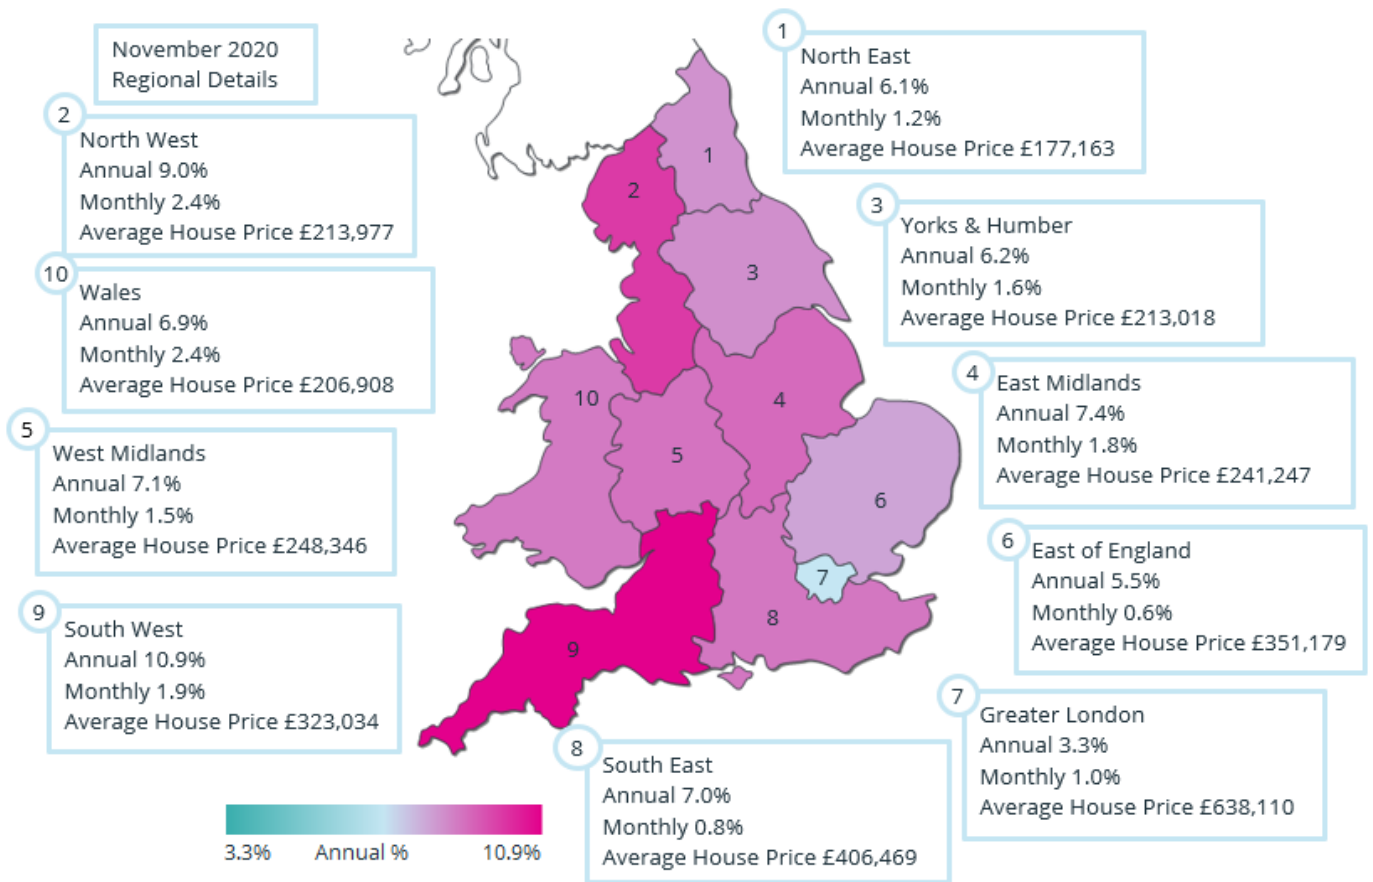 November 2020
Regional Details
1
North East
Annual 6.1%
Monthly 1.2%
Average House Price £177,163
2
North West
Annual 9.0%
Monthly 2.4%
Average House Price £213,977
3
Yorks & Humber
Annual 6.2%
Monthly 1.6%
Average House Price £213,018
10
Wales
Annual 6.9%
Monthly 2.4%
Average House Price £206,908
4
East Midlands
Annual 7.4%
Monthly 1.8%
Average House Price £241,247
5
West Midlands
Annual 7.1%
Monthly 1.5%
Average House Price £248,346
6
East of England
Annual 5.5%
Monthly 0.6%
Average House Price £351,179
9
South West
Annual 10.9%
Monthly 1.9%
Average House Price £323,034
7
Greater London
Annual 3.3%
Monthly 1.0%
Average House Price £638,110
8
South East
Annual 7.0%
Monthly 0.8%
Average House Price £406,469
1
2
3
10
4
5
6
7
8
9
3.3% Annual % 10.9%